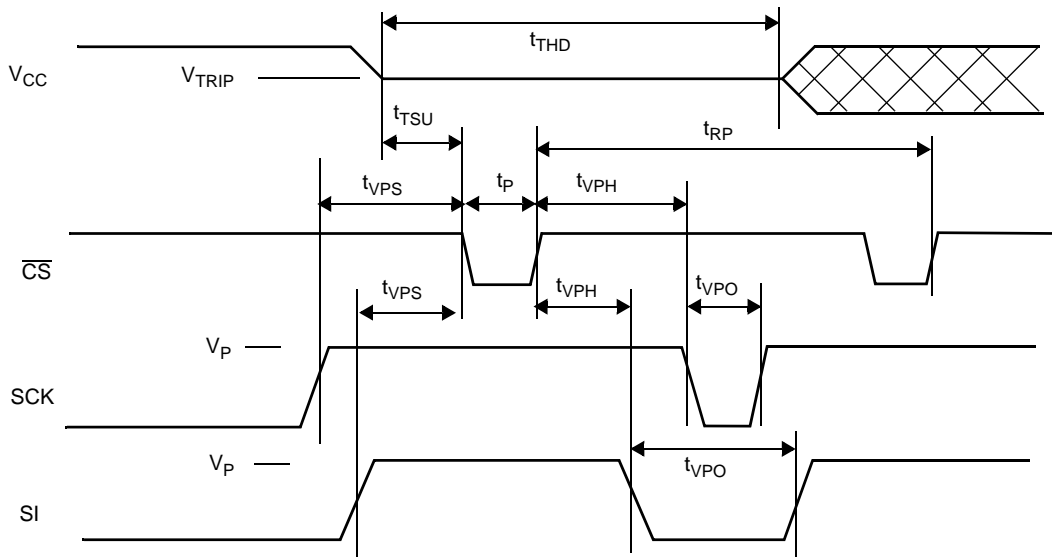 tTHD
VCC
VTRIP
tTSU
tRP
tVPS
tP
tVPH
CS
tVPS
tVPH
tVPO
VP
SCK
VP
tVPO
SI